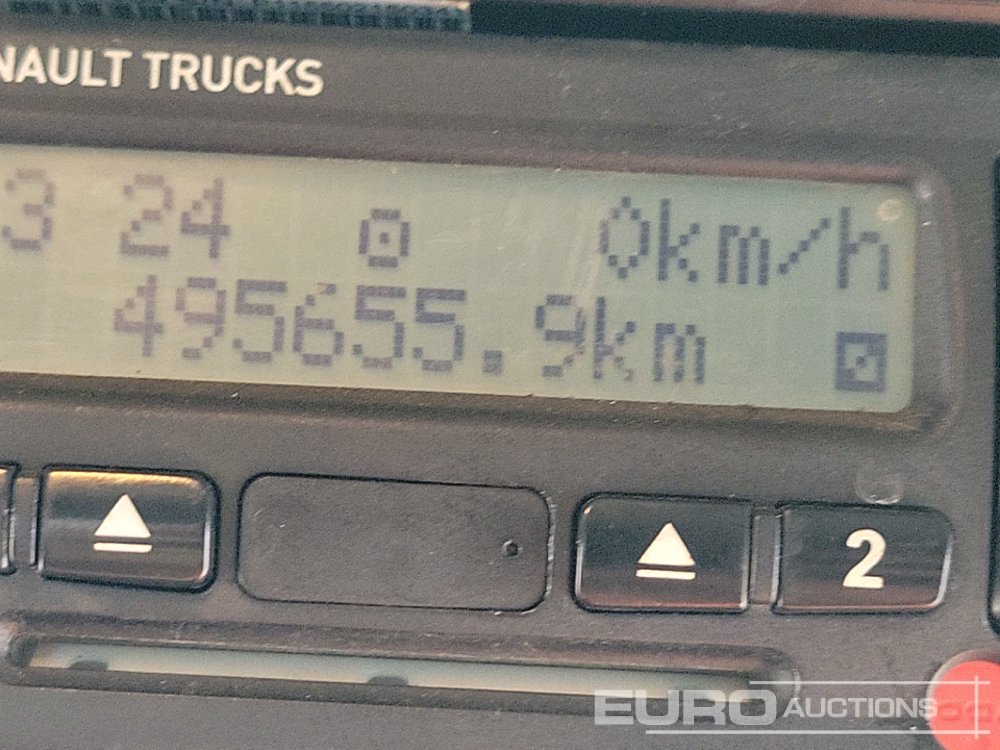 NAULT TRUCKS
3 24 0km/h
495655.9km
2
EURO AUCTIONS